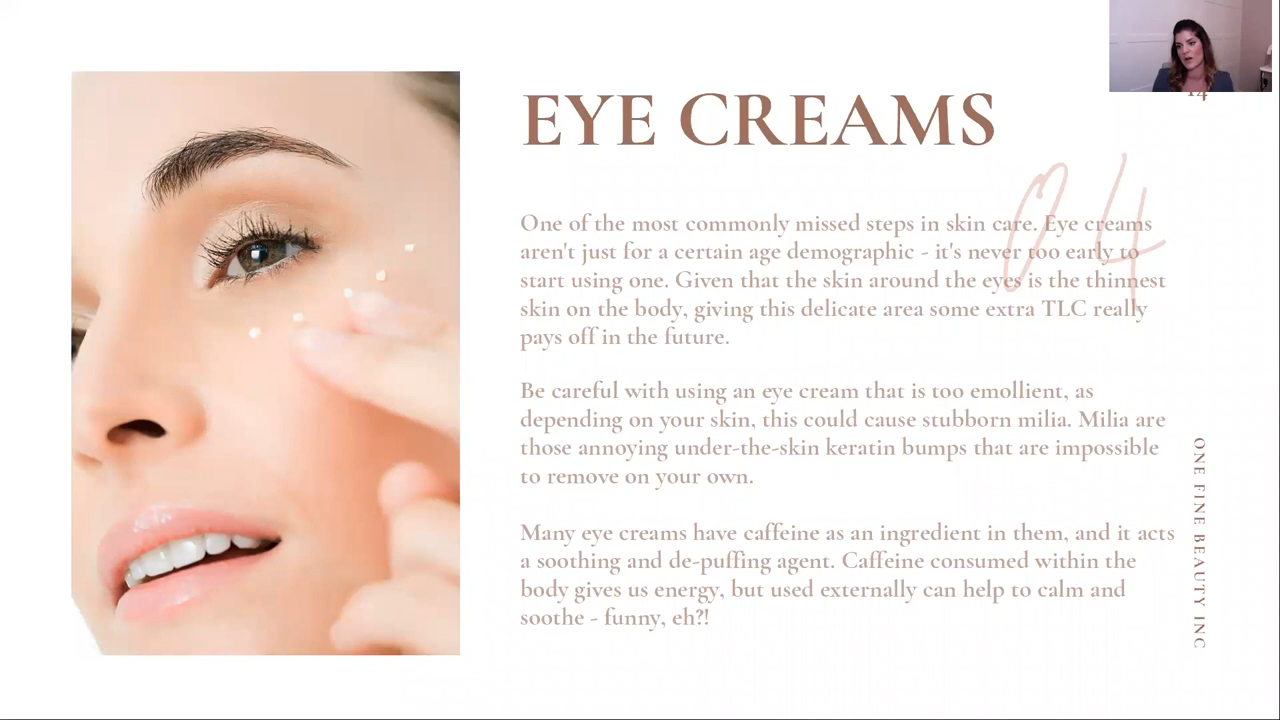 14
EYE CREAMS
04
One of the most commonly missed steps in skin care. Eye creams
aren't just for a certain age demographic - it's never too early to
start using one. Given that the skin around the eyes is the thinnest
skin on the body, giving this delicate area some extra TLC really
pays off in the future.
Be careful with using an eye cream that is too emollient, as
depending on your skin, this could cause stubborn milia. Milia are
those annoying under-the-skin keratin bumps that are impossible
to remove on your own.
Many eye creams have caffeine as an ingredient in them, and it acts
a soothing and de-puffing agent. Caffeine consumed within the
body gives us energy, but used externally can help to calm and
soothe - funny, eh?!
ONE FINE BEAUTY INC